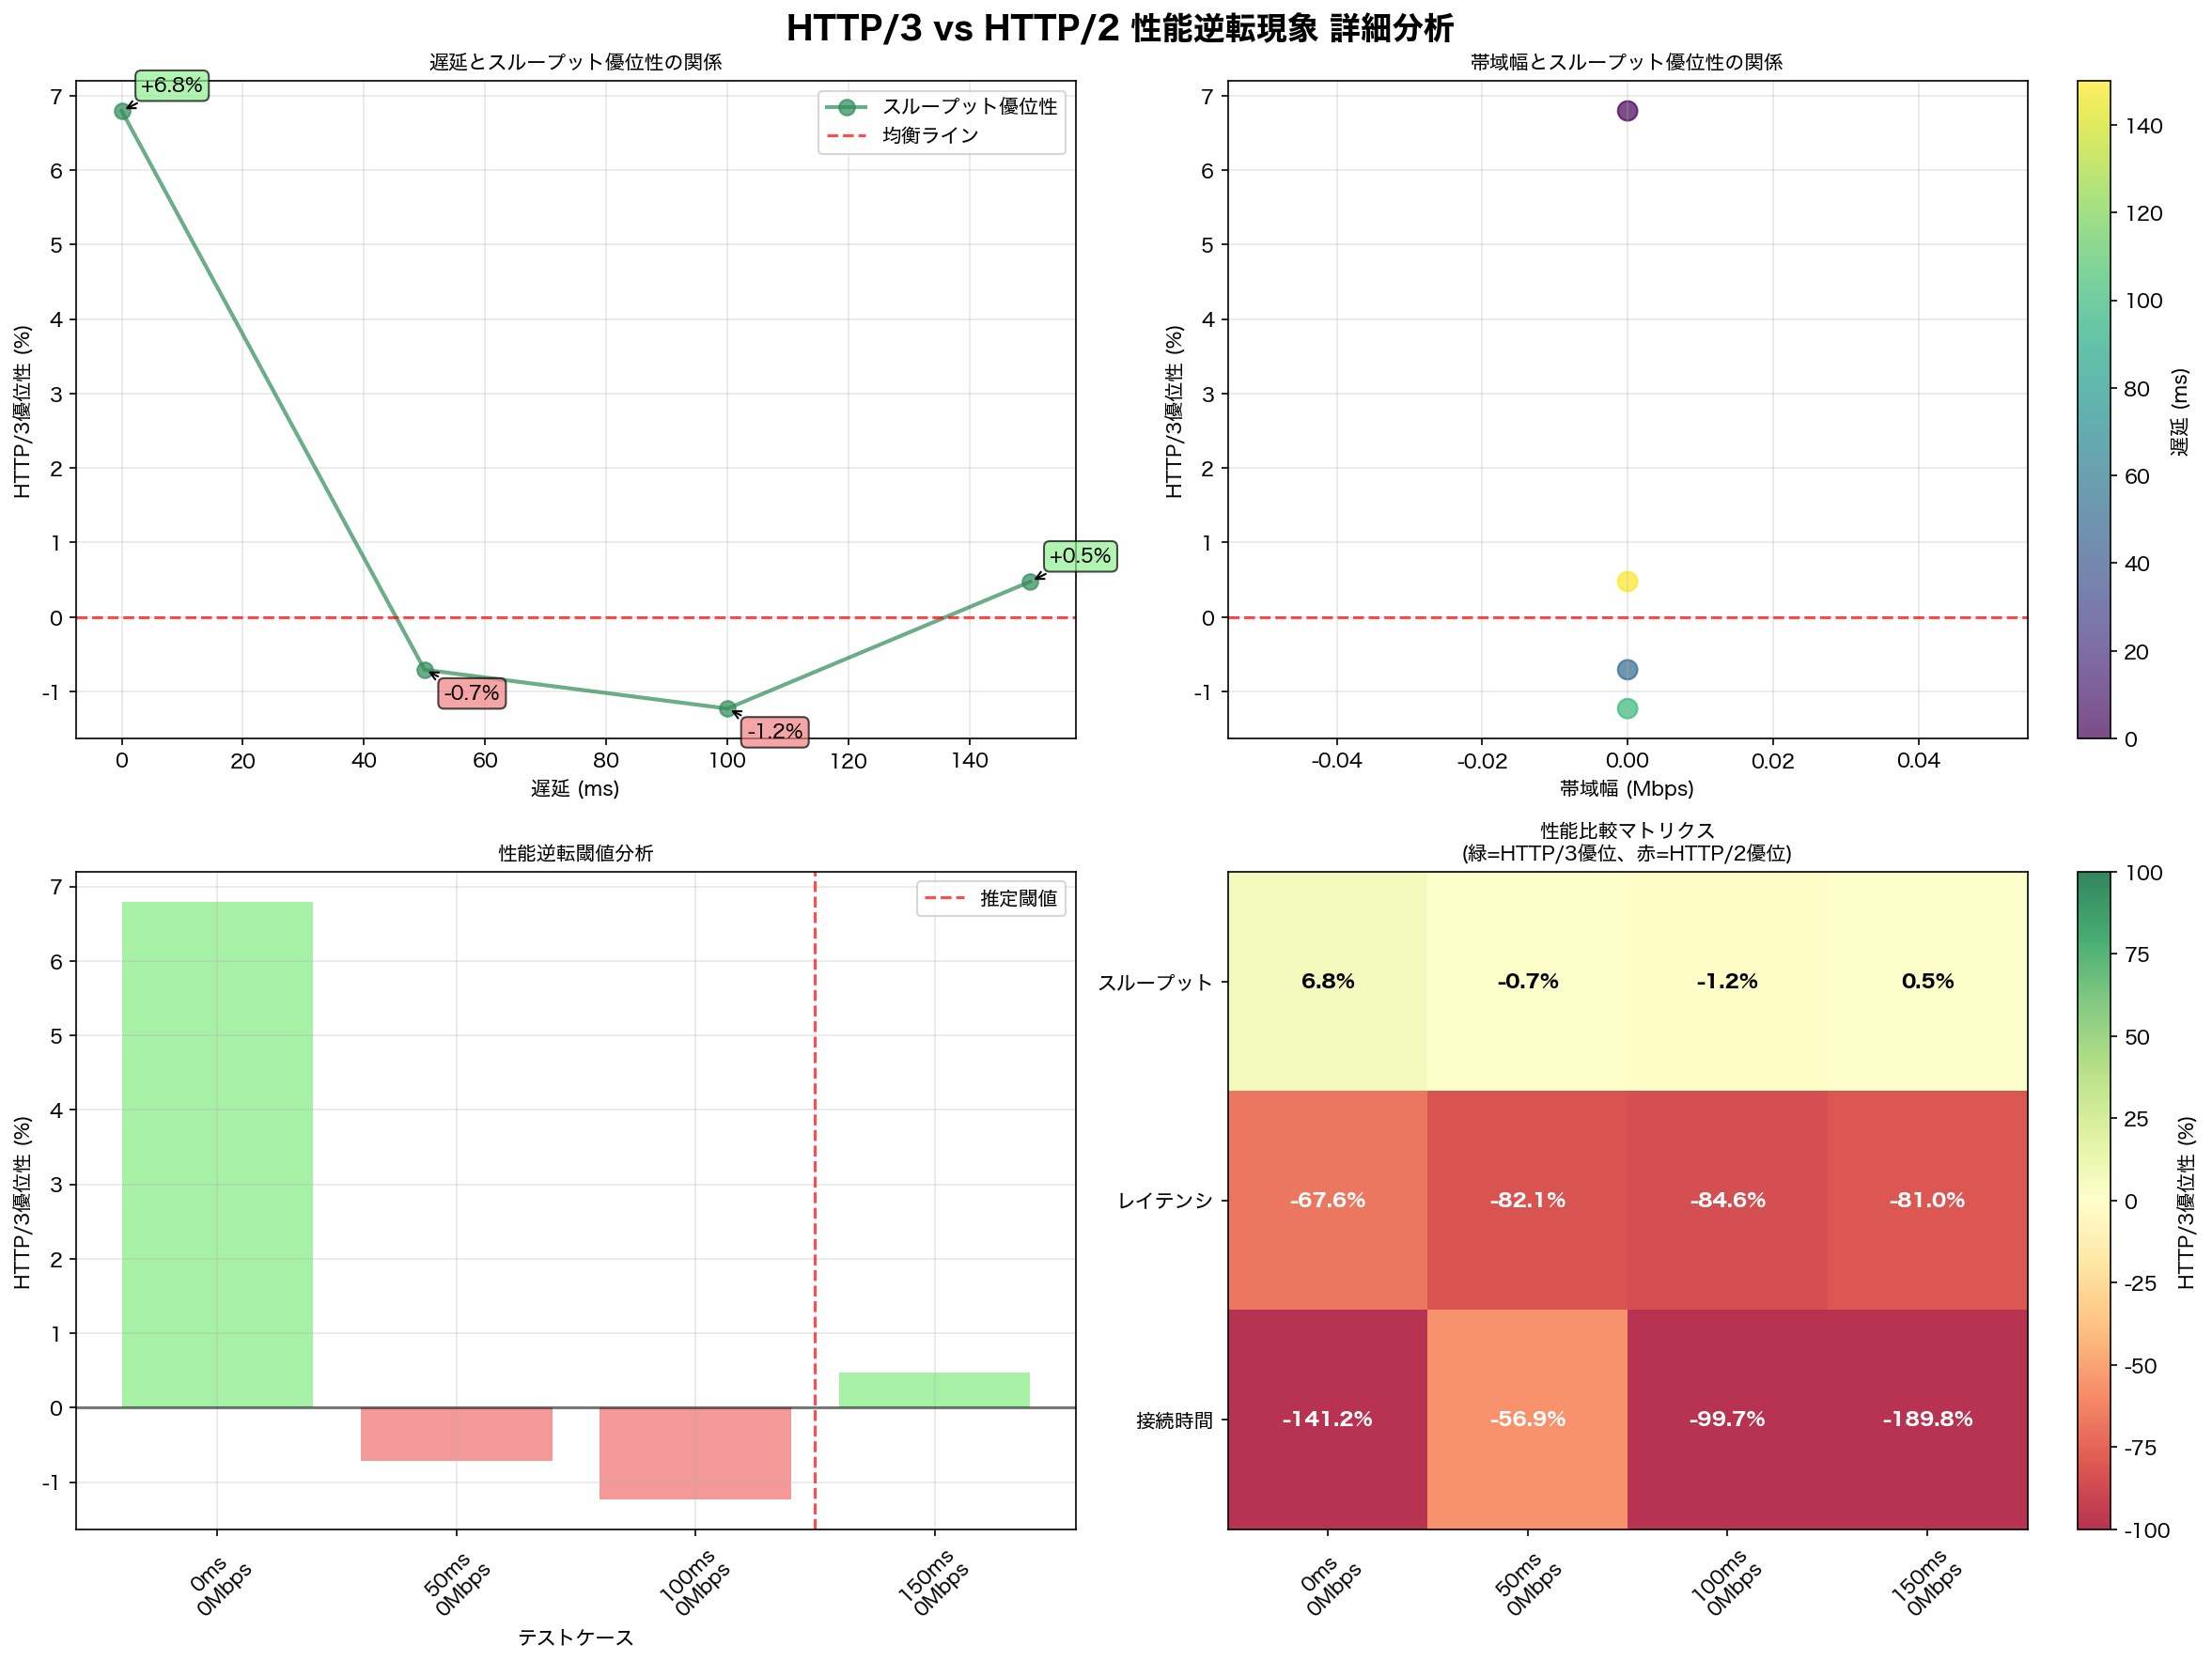 HTTP/3 vs HTTP/2 性能逆転現象 詳細分析
遅延とスループット優位性の関係
+6.8%
-0.7%
-1.2%
+0.5%
スループット優位性
均衡ライン
7
6
5
4
3
2
1
0
-1
HTTP/3優位性 (%)
0
20
40
60
80
100
120
140
遅延 (ms)
帯域幅とスループット優位性の関係
7
6
5
4
3
2
1
0
-1
HTTP/3優位性 (%)
-0.04
-0.02
0.00
0.02
0.04
帯域幅 (Mbps)
140
120
100
80
60
40
20
0
遅延 (ms)
性能逆転閾値分析
推定閾値
7
6
5
4
3
2
1
0
-1
HTTP/3優位性 (%)
0ms
0Mbps
50ms
0Mbps
100ms
0Mbps
150ms
0Mbps
テストケース
性能比較マトリクス
(緑=HTTP/3優位、赤=HTTP/2優位)
スループット
6.8%
-0.7%
-1.2%
0.5%
レイテンシ
-67.6%
-82.1%
-84.6%
-81.0%
接続時間
-141.2%
-56.9%
-99.7%
-189.8%
0ms
0Mbps
50ms
0Mbps
100ms
0Mbps
150ms
0Mbps
100
75
50
25
0
-25
-50
-75
-100
HTTP/3優位性 (%)